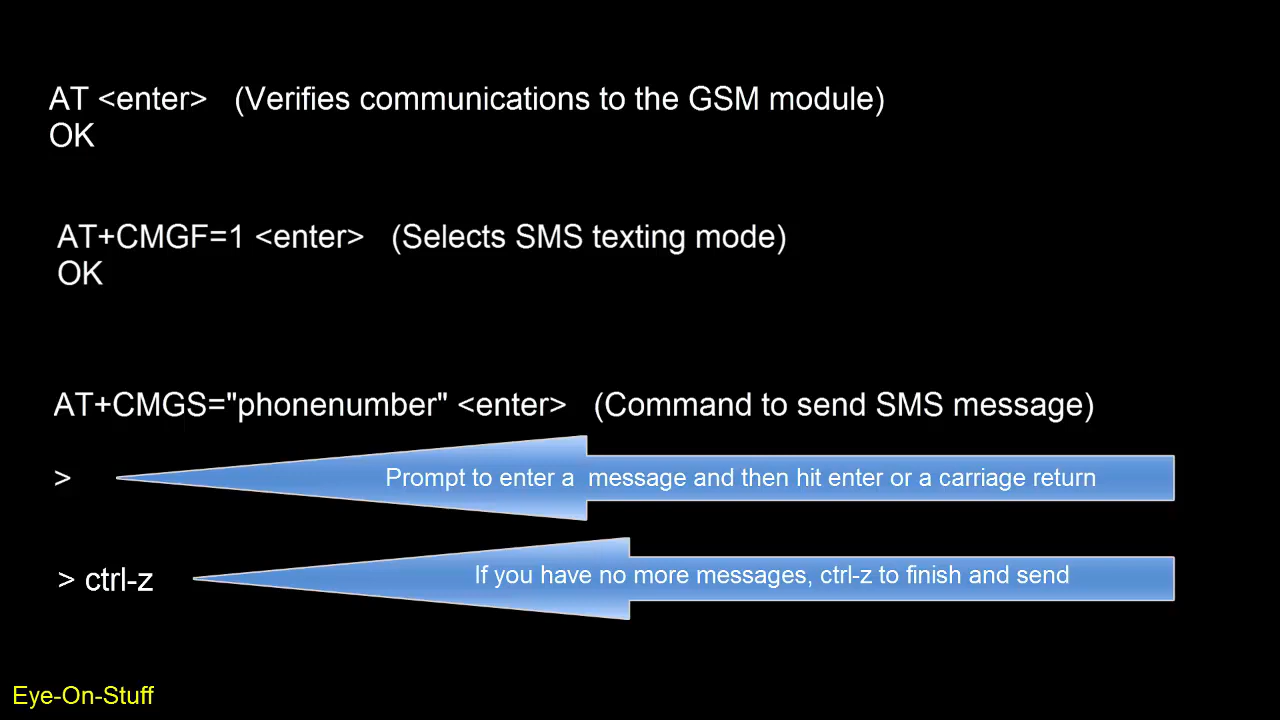 AT <enter> (Verifies communications to the GSM module)
OK
AT+CMGF=1 <enter> (Selects SMS texting mode)
OK
AT+CMGS="phonenumber" <enter> (Command to send SMS message)
> Prompt to enter a message and then hit enter or a carriage return
> ctrl-z If you have no more messages, ctrl-z to finish and send
Eye-On-Stuff